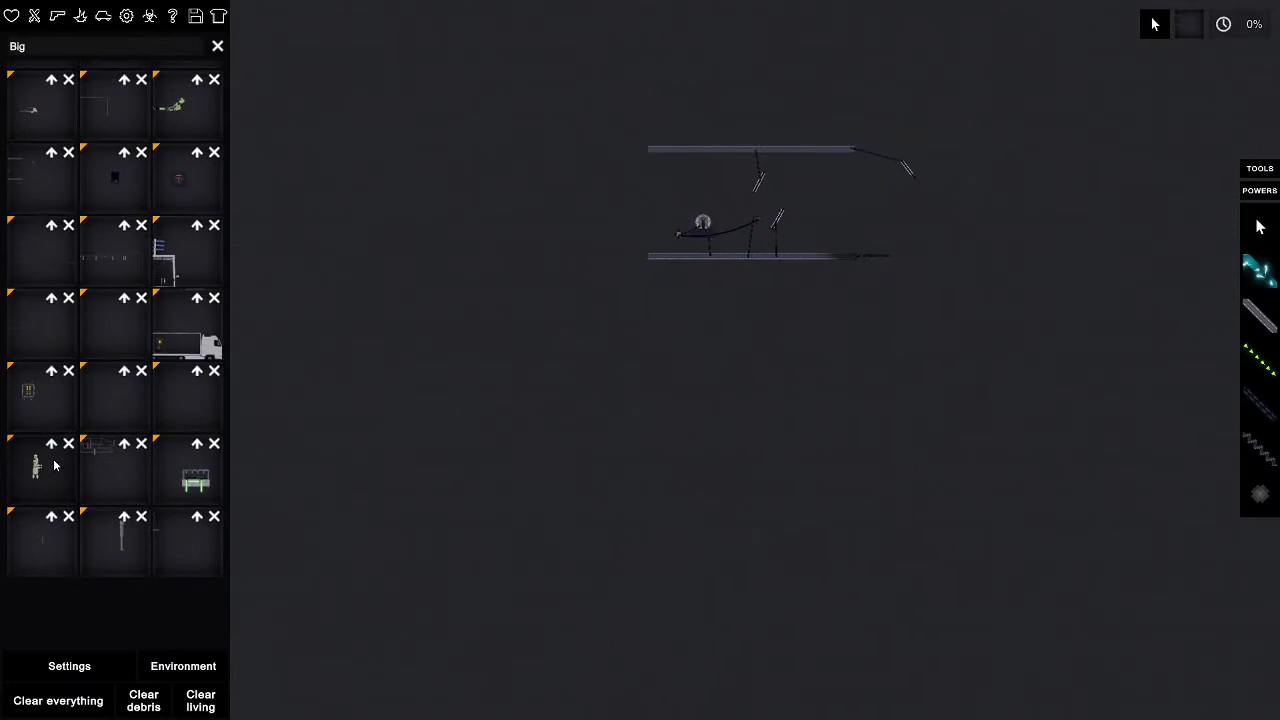 0%
Big
TOOLS
POWERS
Settings
Environment
Clear everything
Clear debris
Clear living